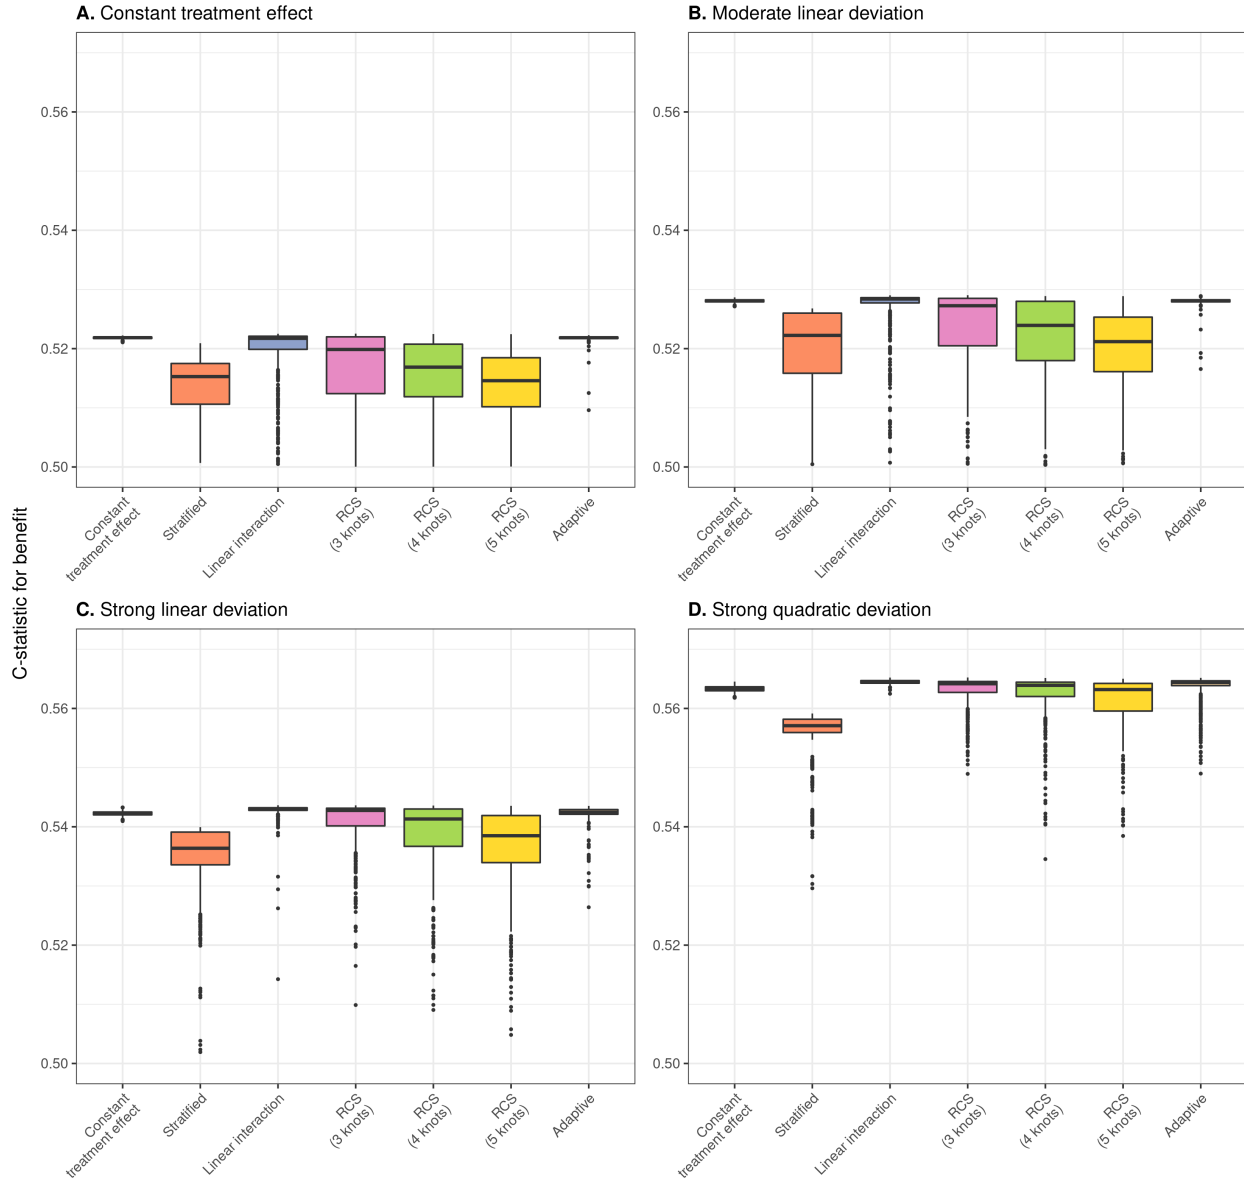 A. Constant treatment effect
B. Moderate linear deviation
0.56
0.54
0.52
0.50
Constant
treatment effect
Stratified
Linear interaction
RCS
(3 knots)
RCS
(4 knots)
RCS
(5 knots)
Adaptive
0.56
0.54
0.52
0.50
Constant
treatment effect
Stratified
Linear interaction
RCS
(3 knots)
RCS
(4 knots)
RCS
(5 knots)
Adaptive
C-statistic for benefit
C. Strong linear deviation
D. Strong quadratic deviation
0.56
0.54
0.52
0.50
Constant
treatment effect
Stratified
Linear interaction
RCS
(3 knots)
RCS
(4 knots)
RCS
(5 knots)
Adaptive
0.56
0.54
0.52
0.50
Constant
treatment effect
Stratified
Linear interaction
RCS
(3 knots)
RCS
(4 knots)
RCS
(5 knots)
Adaptive